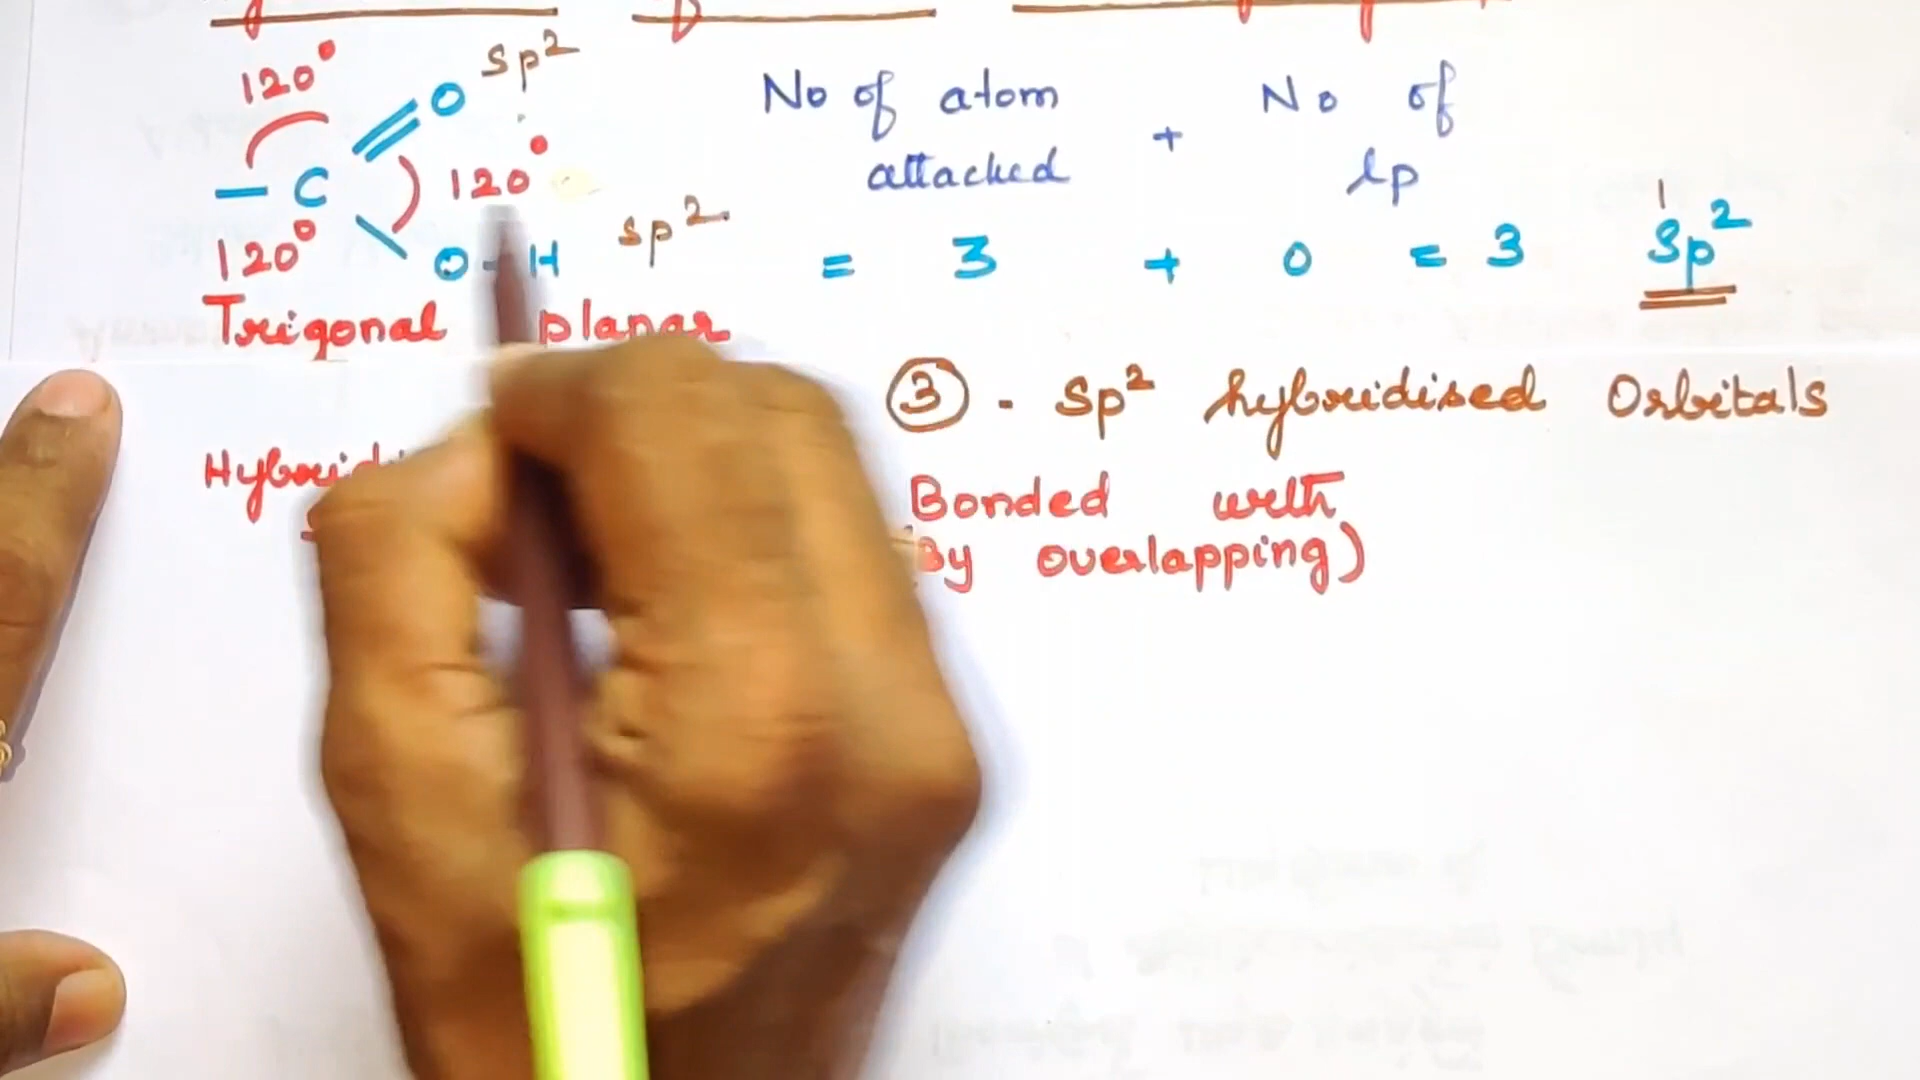 120° Sp²
— C
O
120°
120°
O - H sp²
Trigonal planar
No of atom + No of
attached lp
= 3 + 0 = 3 Sp²
③ - Sp² hybridised Orbitals
Bonded with
By overlapping)